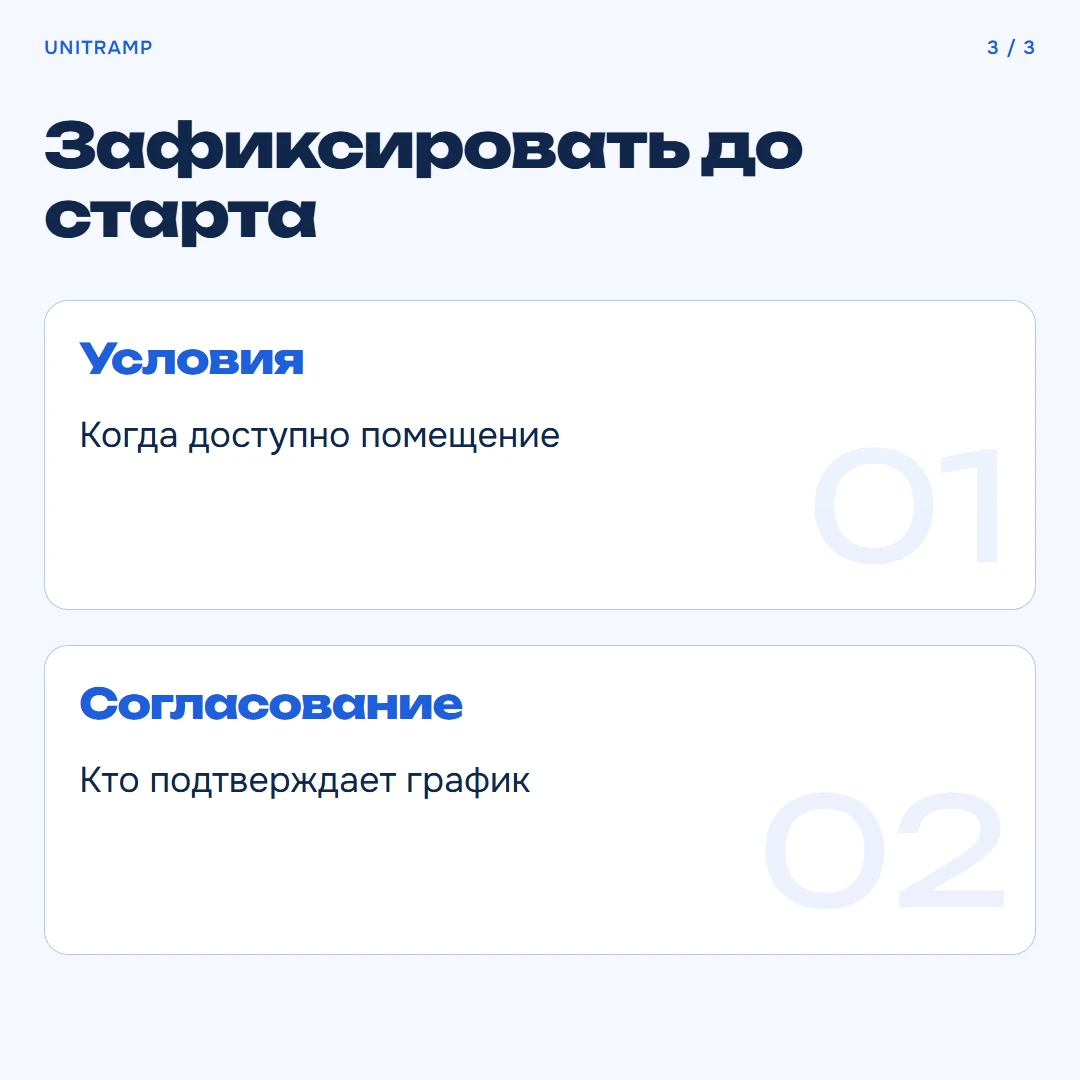 UNITRAMP
3 / 3
Зафиксировать до
старта
Условия
Когда доступно помещение
01
Согласование
Кто подтверждает график
02